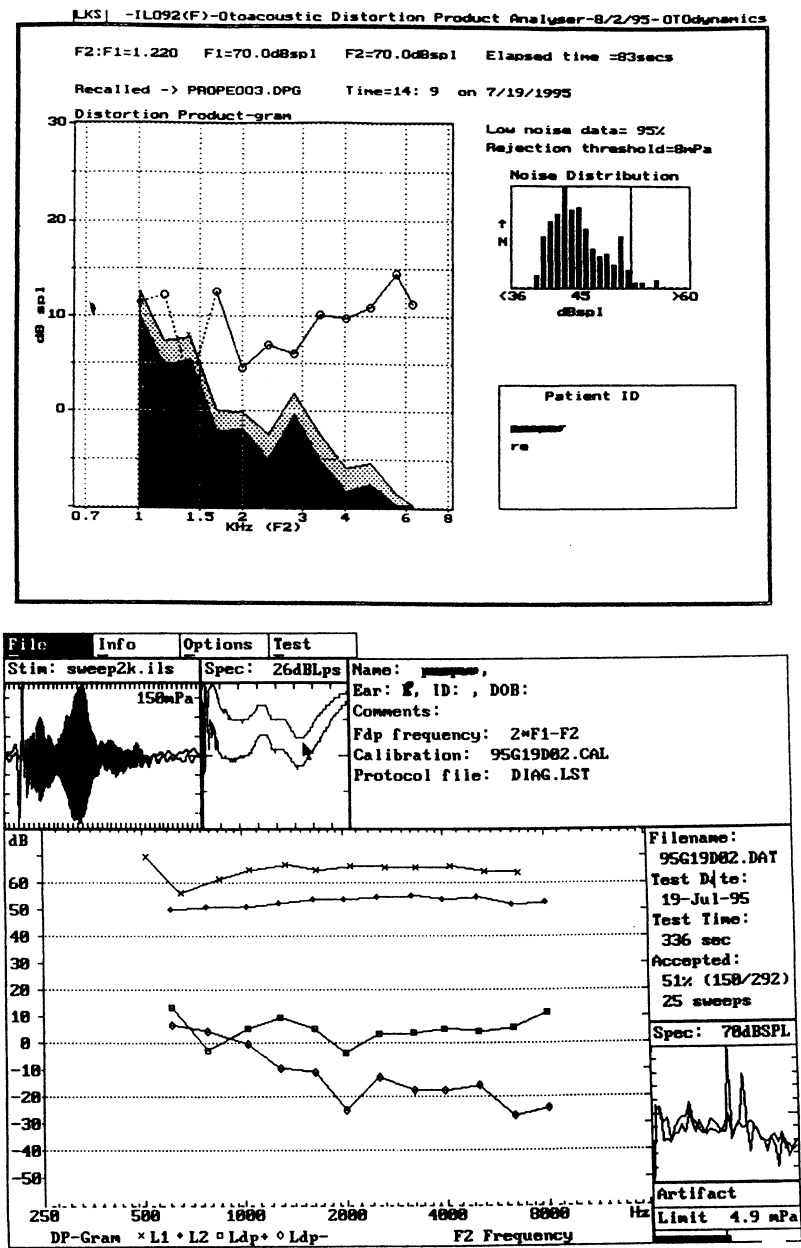 LKS -ILO92(F)-Otoacoustic Distortion Product Analyser-8/2/95-OTOdynamics
F2:F1=1.220 F1=70.0dBspl F2=70.0dBspl Elapsed time =83secs
Recalled -> PROPE003.DPG Time=14: 9 on 7/19/1995
Distortion Product-gram
Low noise data= 95%
Rejection threshold=8mPa
Noise Distribution
↑
N
<36 45 >60
dBspl
30
20
10
0
dB spl
0.7 1 1.5 2 3 4 6 8
KHz (F2)
Patient ID
re
File Info Options Test
Stim: sweep2k.ils
150mPa
Spec: 26dBLps
Name: ,
Ear: , ID: , DOB:
Comments:
Fdp frequency: 2*F1-F2
Calibration: 95G19D02.CAL
Protocol file: DIAG.LST
dB
60
50
40
30
20
10
0
-10
-20
-30
-40
-50
250 500 1000 2000 4000 8000 Hz
DP-Gram ×L1 ♦L2 □Ldp+ ◊Ldp- F2 Frequency
Filename:
95G19D02.DAT
Test Date:
19-Jul-95
Test Time:
336 sec
Accepted:
51% (150/292)
25 sweeps
Spec: 70dBSPL
Artifact
Limit 4.9 mPa